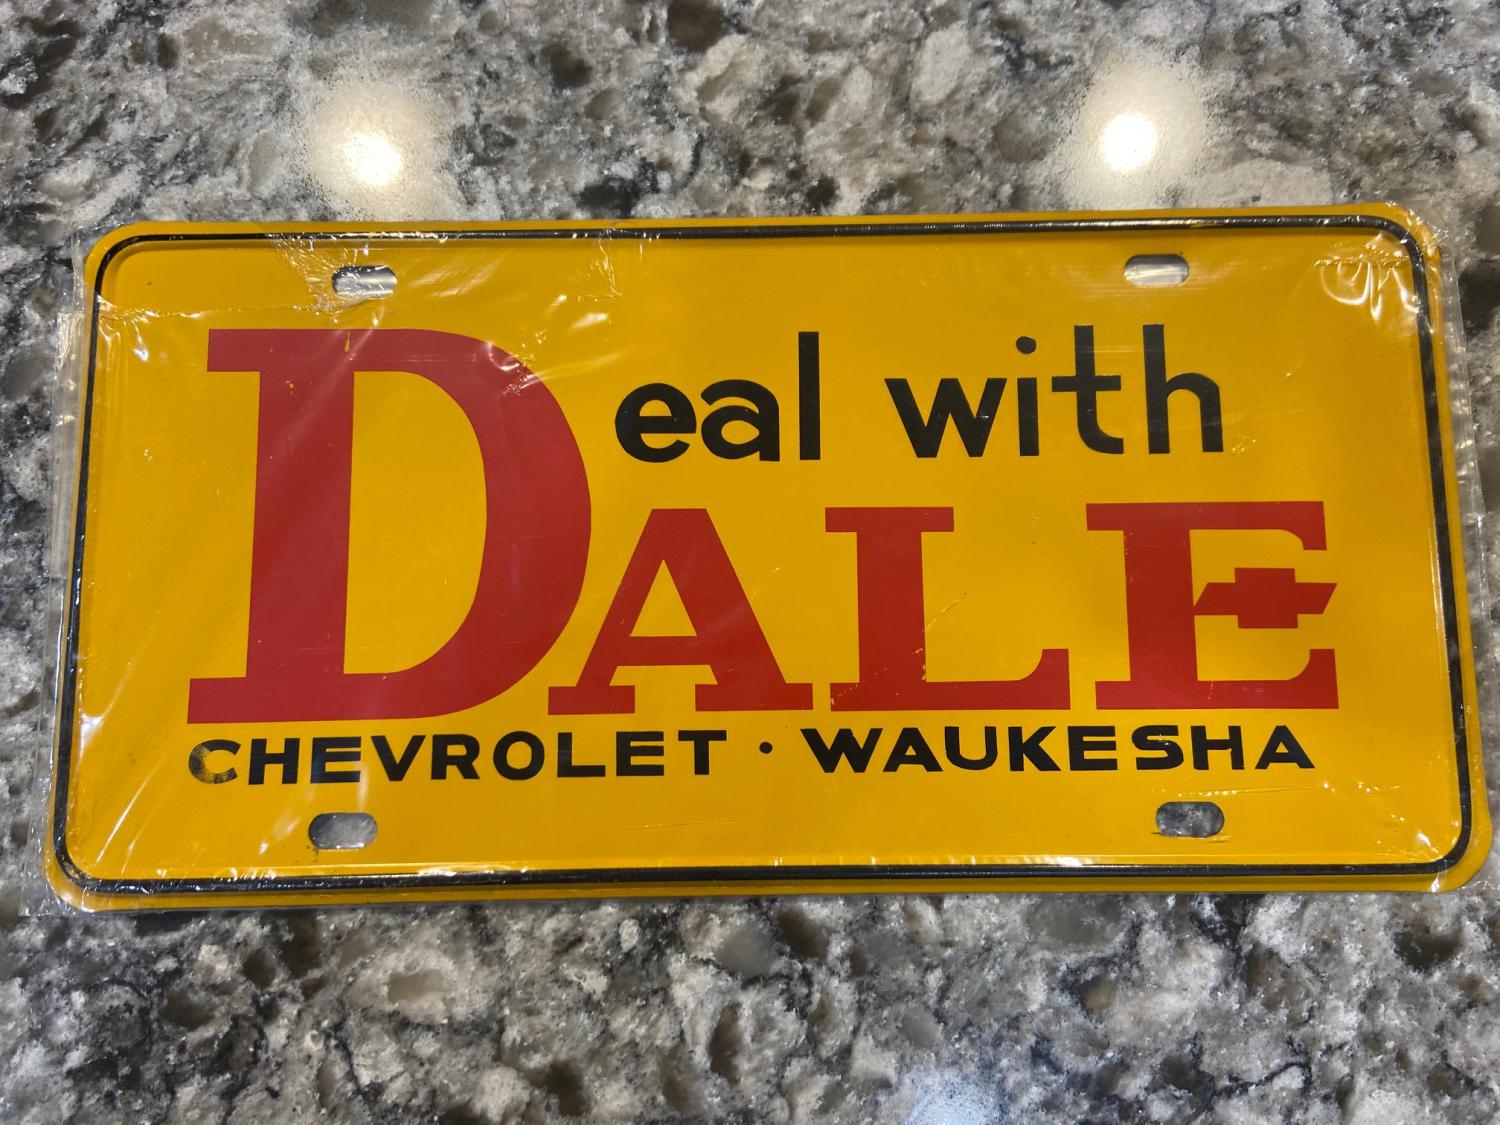 Deal with
DALE
CHEVROLET · WAUKESHA